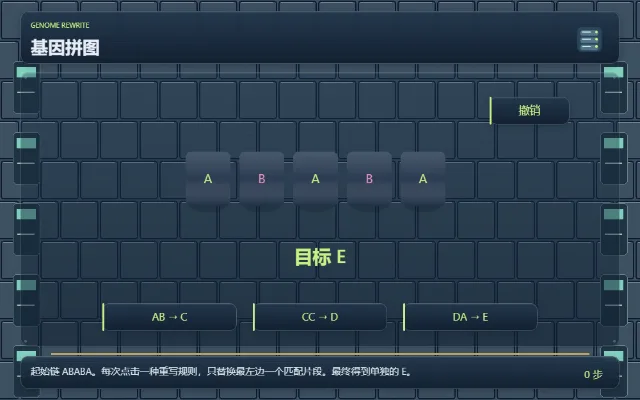 GENOME REWRITE
基因拼图
撤销
A B A B A
目标 E
AB → C CC → D DA → E
起始链 ABABA。每次点击一种重写规则，只替换最左边一个匹配片段。最终得到单独的 E。
0 步